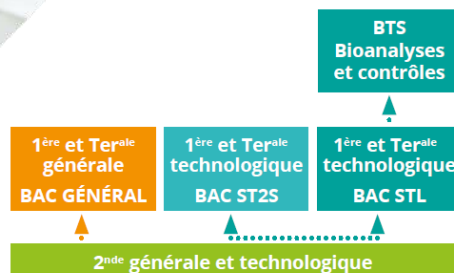 BTS
Bioanalyses
et contrôles
1ère et Terale
générale
BAC GÉNÉRAL
1ère et Terale
technologique
BAC ST2S
1ère et Terale
technologique
BAC STL
2nde générale et technologique